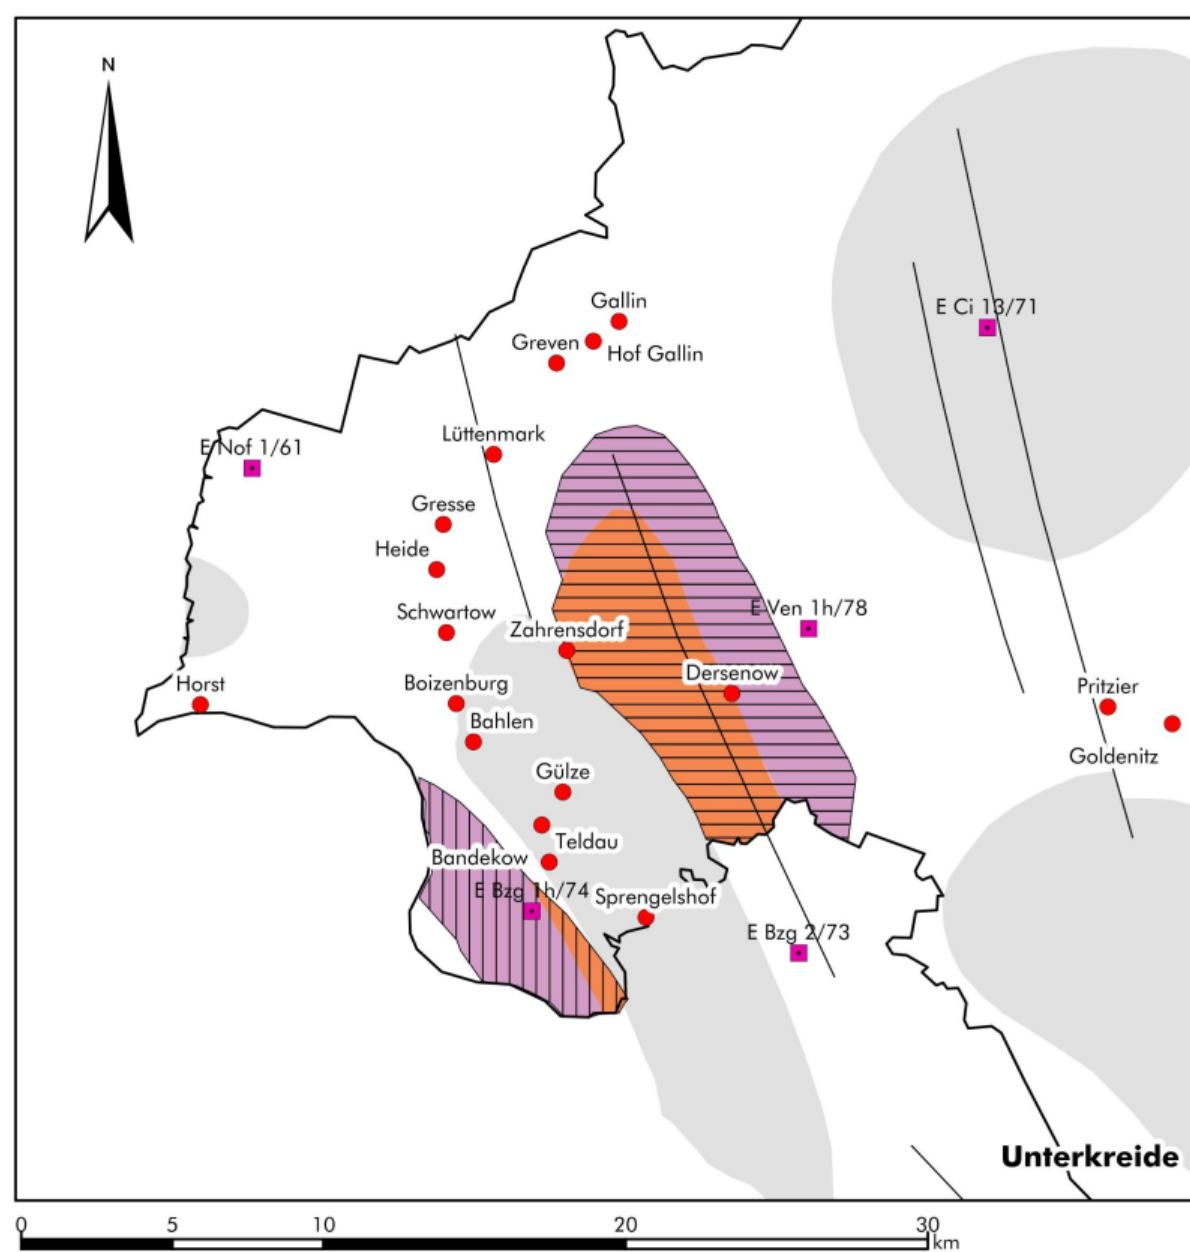 N
E Ci 13/71
Gallin
Greven
Hof Gallin
Lüttenmark
E Nof 1/61
Gresse
Heide
Schwartow
E Ven 1h/78
Zahrensdorf
Dersenow
Horst
Boizenburg
Pritzier
Bahlen
Goldenitz
Gülze
Teldau
Bandekow
E Bzg 1h/74
Sprengelshof
E Bzg 2/73
Unterkreide
0 5 10 20 30
km